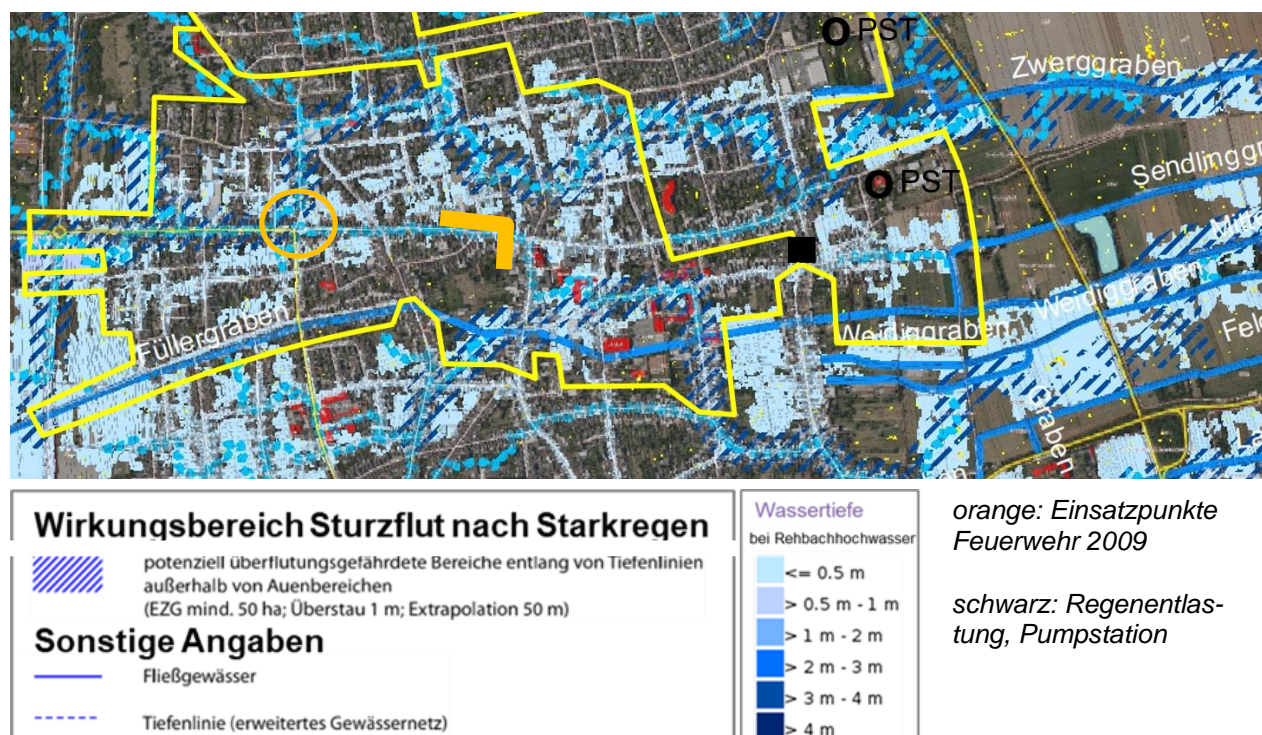 O PST
Zwerggraben
Sendlinggr
O PST
Weidiggraben
Füllergraben
Weidiggraben
Feld
Graben
La
Wirkungsbereich Sturzflut nach Starkregen
potenziell überflutungsgefährdete Bereiche entlang von Tiefenlinien
außerhalb von Auenbereichen
(EZG mind. 50 ha; Überstau 1 m; Extrapolation 50 m)
Sonstige Angaben
Fließgewässer
Tiefenlinie (erweitertes Gewässernetz)
Wassertiefe
bei Rehbachhochwasser
<= 0.5 m
> 0.5 m - 1 m
> 1 m - 2 m
> 2 m - 3 m
> 3 m - 4 m
> 4 m
orange: Einsatzpunkte
Feuerwehr 2009
schwarz: Regenentlas-
tung, Pumpstation